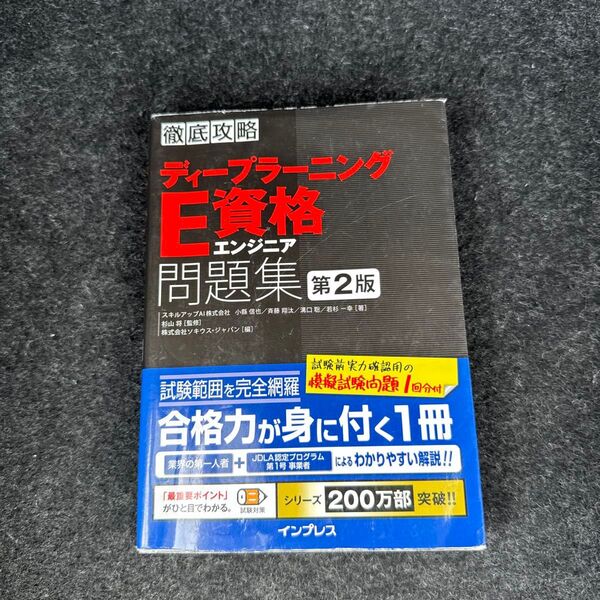 徹底攻略
ディープラーニング
E資格
エンジニア
問題集 第2版
スキルアップAI株式会社 小縣 信也／斉藤 翔汰／溝口 聡／若杉 一幸［著］
杉山 将［監修］
株式会社ソキウス・ジャパン［編］
試験前実力確認用の
模擬試験問題1回分付
試験範囲を完全網羅
合格力が身に付く1冊
業界の第一人者＋JDLA認定プログラム
第1号 事業者
によるわかりやすい解説!!
「最重要ポイント」
がひと目でわかる。
試験対策
シリーズ200万部突破!!
インプレス